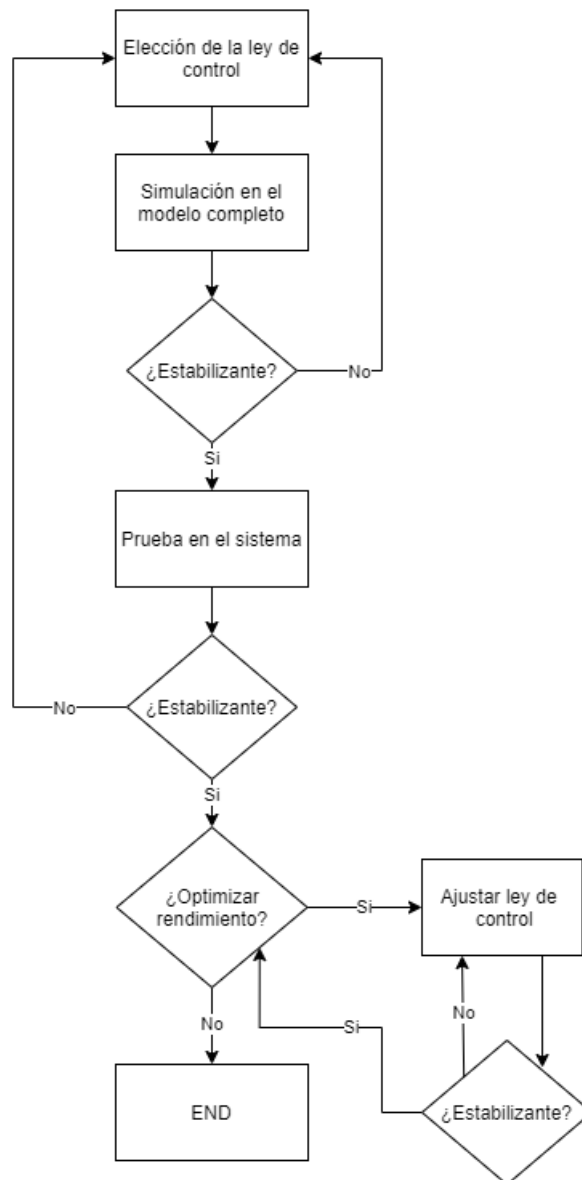 Elección de la ley de
control
Simulación en el
modelo completo
¿Estabilizante?
No
Si
Prueba en el sistema
¿Estabilizante?
No
Si
¿Optimizar
rendimiento?
Si
Ajustar ley de
control
No
No
Si
¿Estabilizante?
END